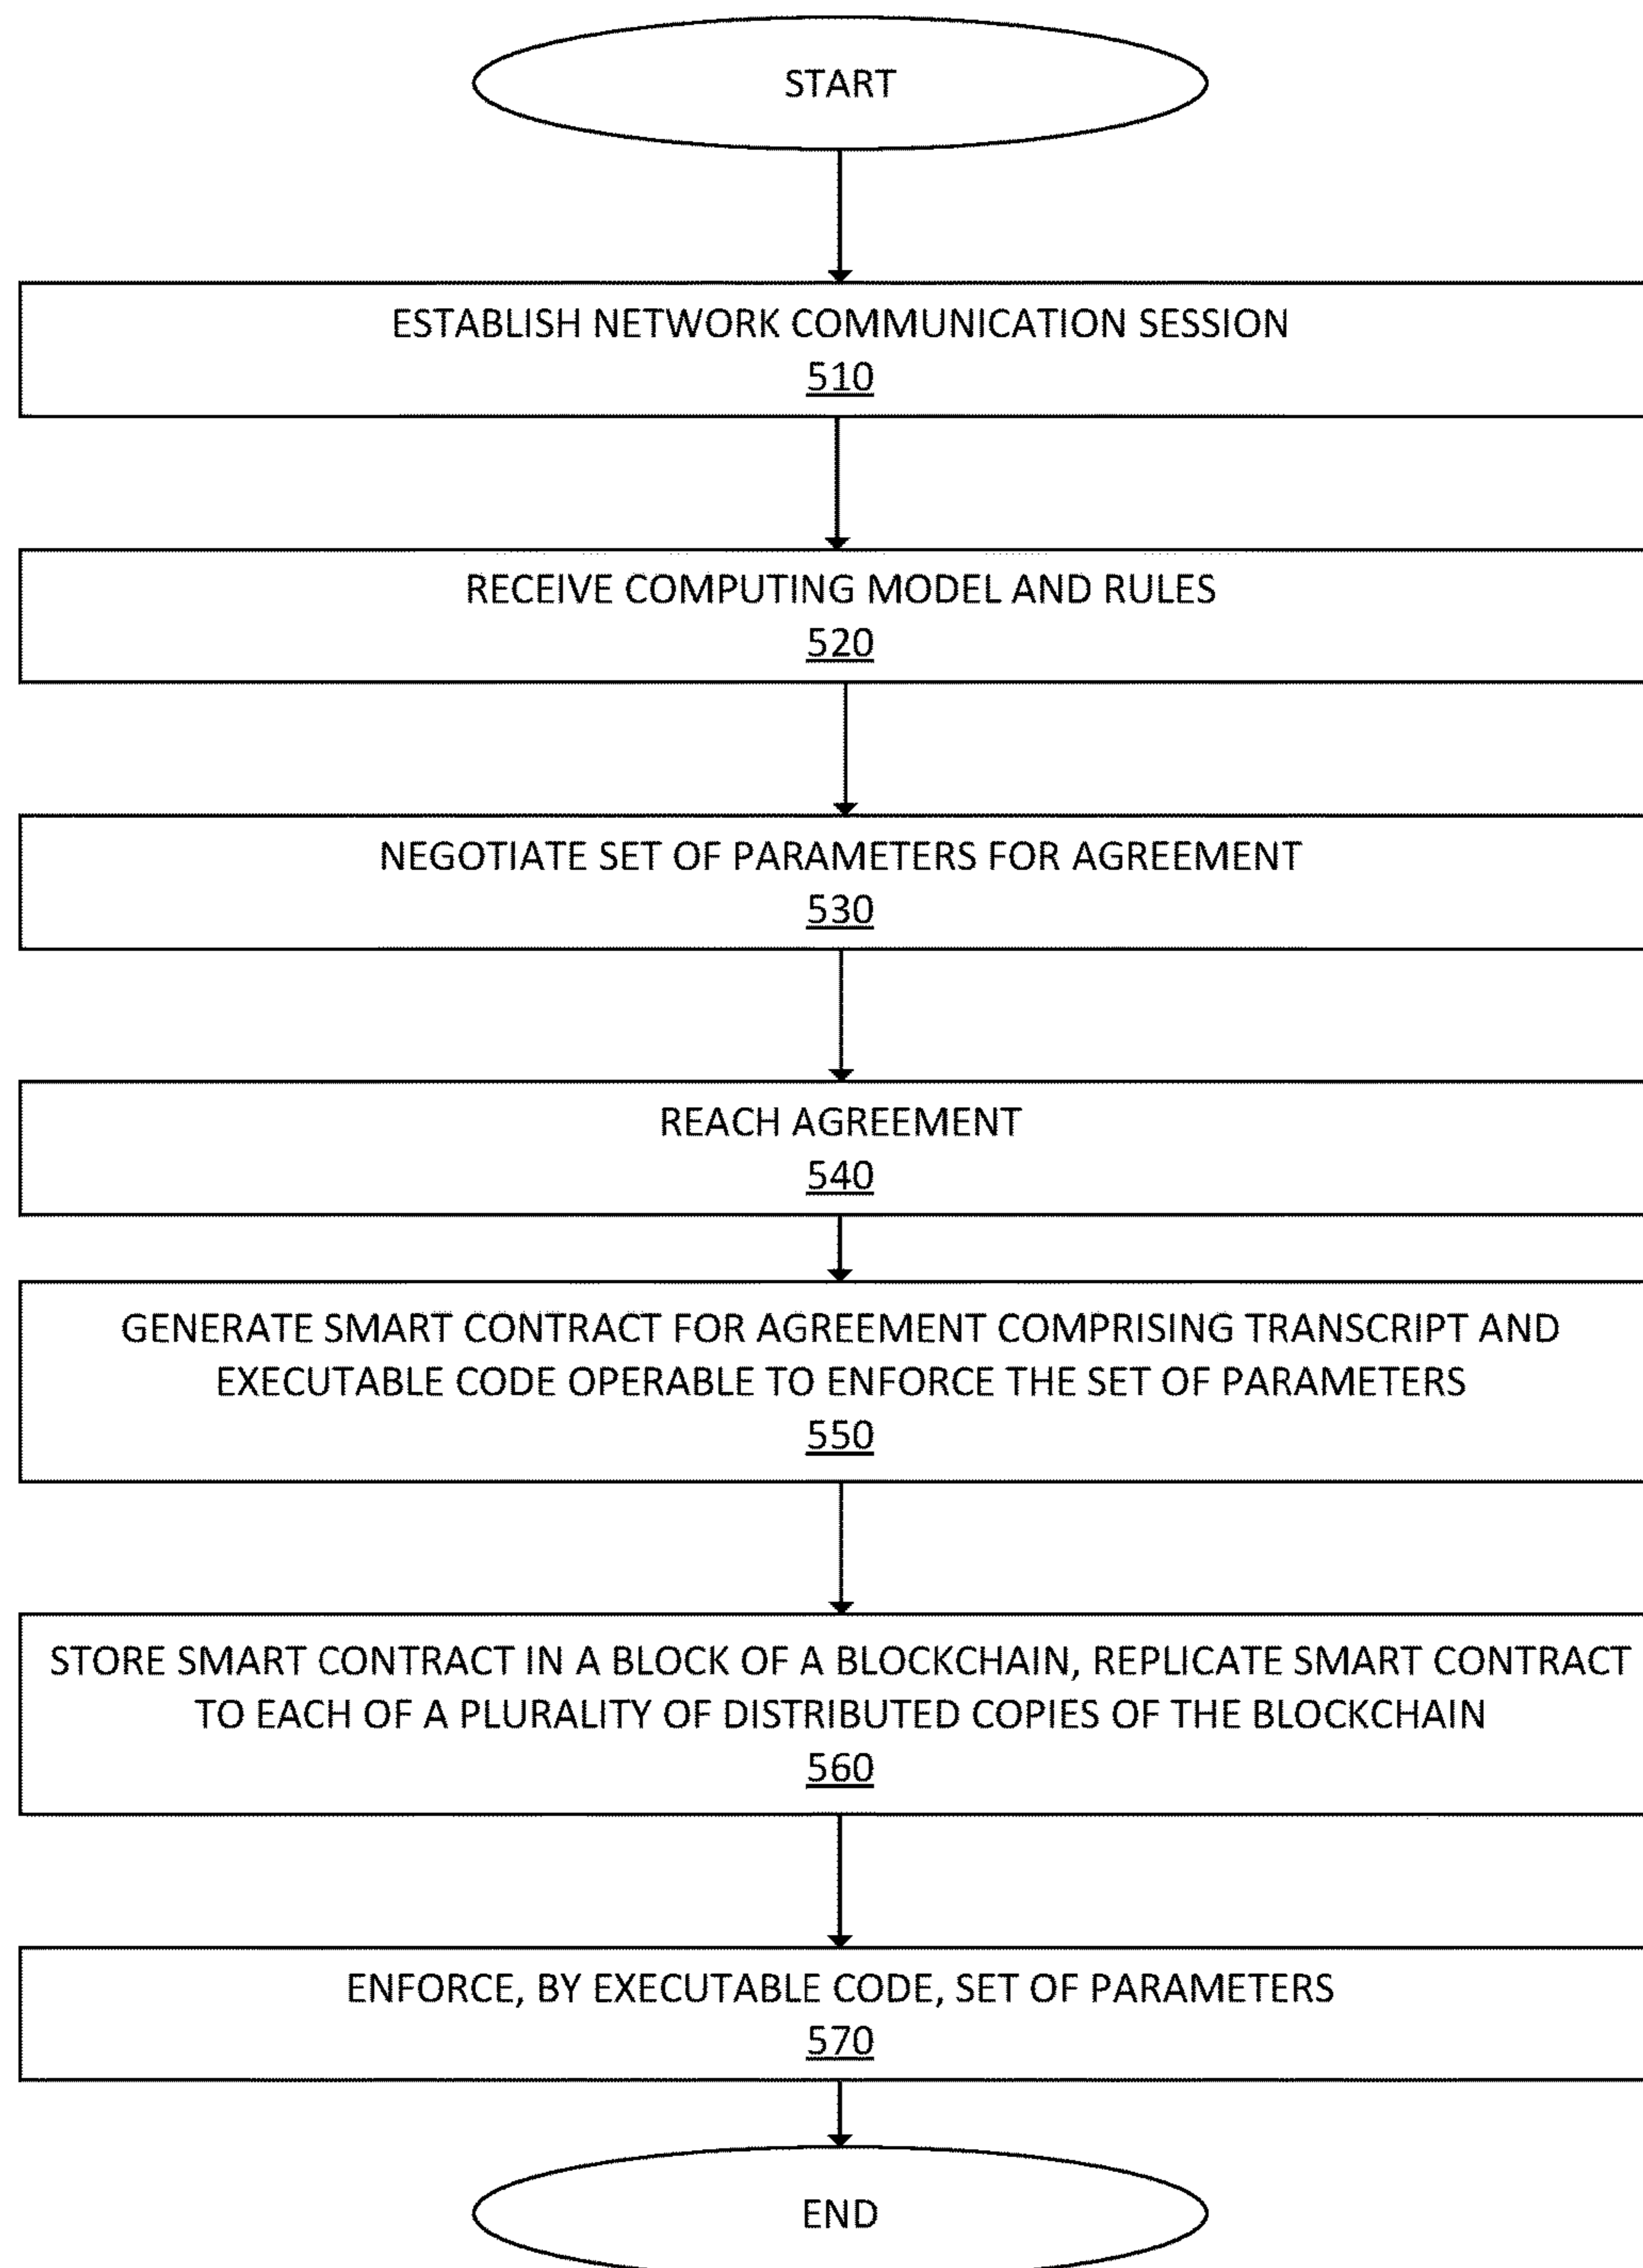 START
ESTABLISH NETWORK COMMUNICATION SESSION
510
RECEIVE COMPUTING MODEL AND RULES
520
NEGOTIATE SET OF PARAMETERS FOR AGREEMENT
530
REACH AGREEMENT
540
GENERATE SMART CONTRACT FOR AGREEMENT COMPRISING TRANSCRIPT AND
EXECUTABLE CODE OPERABLE TO ENFORCE THE SET OF PARAMETERS
550
STORE SMART CONTRACT IN A BLOCK OF A BLOCKCHAIN, REPLICATE SMART CONTRACT
TO EACH OF A PLURALITY OF DISTRIBUTED COPIES OF THE BLOCKCHAIN
560
ENFORCE, BY EXECUTABLE CODE, SET OF PARAMETERS
570
END